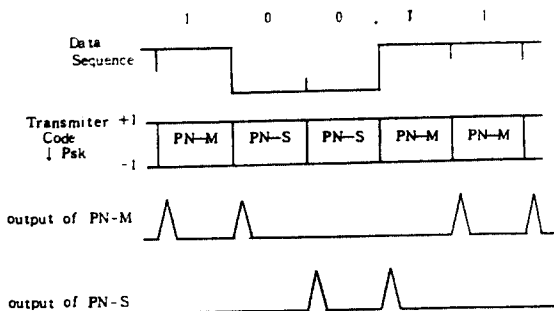 1 0 0 1 1
Data
Sequence
Transmiter +1
Code
↓ Psk
-1
PN-M PN-S PN-S PN-M PN-M
output of PN-M
output of PN-S